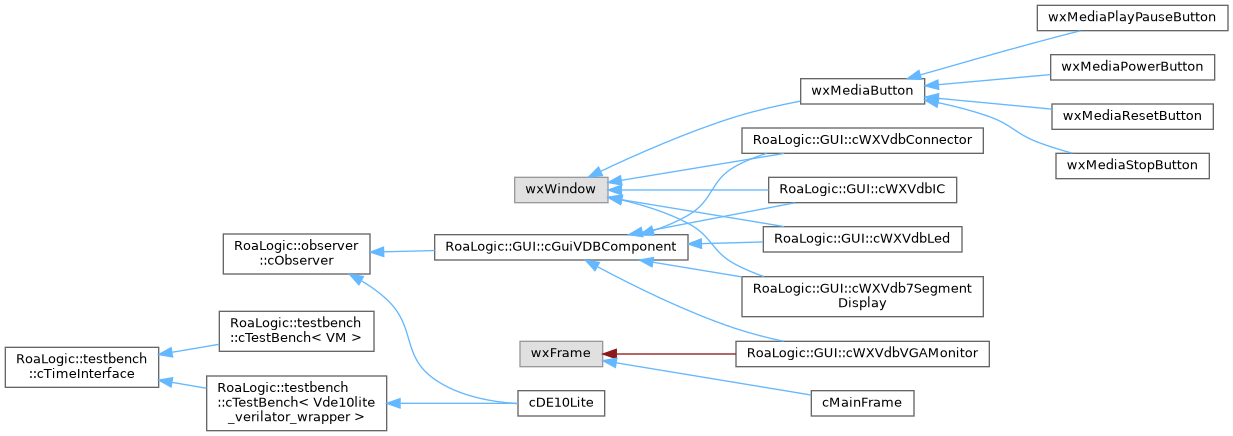 wxMediaPlayPauseButton
wxMediaPowerButton
wxMediaButton
wxMediaResetButton
RoaLogic::GUI::cWXVdbConnector
wxMediaStopButton
wxWindow
RoaLogic::GUI::cWXVdbIC
RoaLogic::GUI::cWXVdbLed
RoaLogic::observer
::cObserver
RoaLogic::GUI::cGuiVDBComponent
RoaLogic::GUI::cWXVdb7Segment
Display
RoaLogic::testbench
::cTestBench< VM >
wxFrame
RoaLogic::GUI::cWXVdbVGAMonitor
RoaLogic::testbench
::cTimeInterface
RoaLogic::testbench
::cTestBench< Vde10lite
_verilator_wrapper >
cDE10Lite
cMainFrame